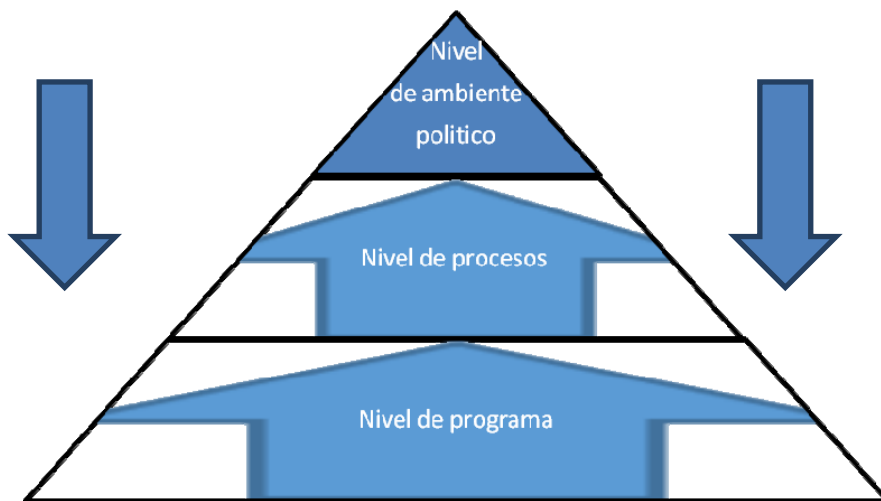 Nivel
de ambiente
politico
Nivel de procesos
Nivel de programa